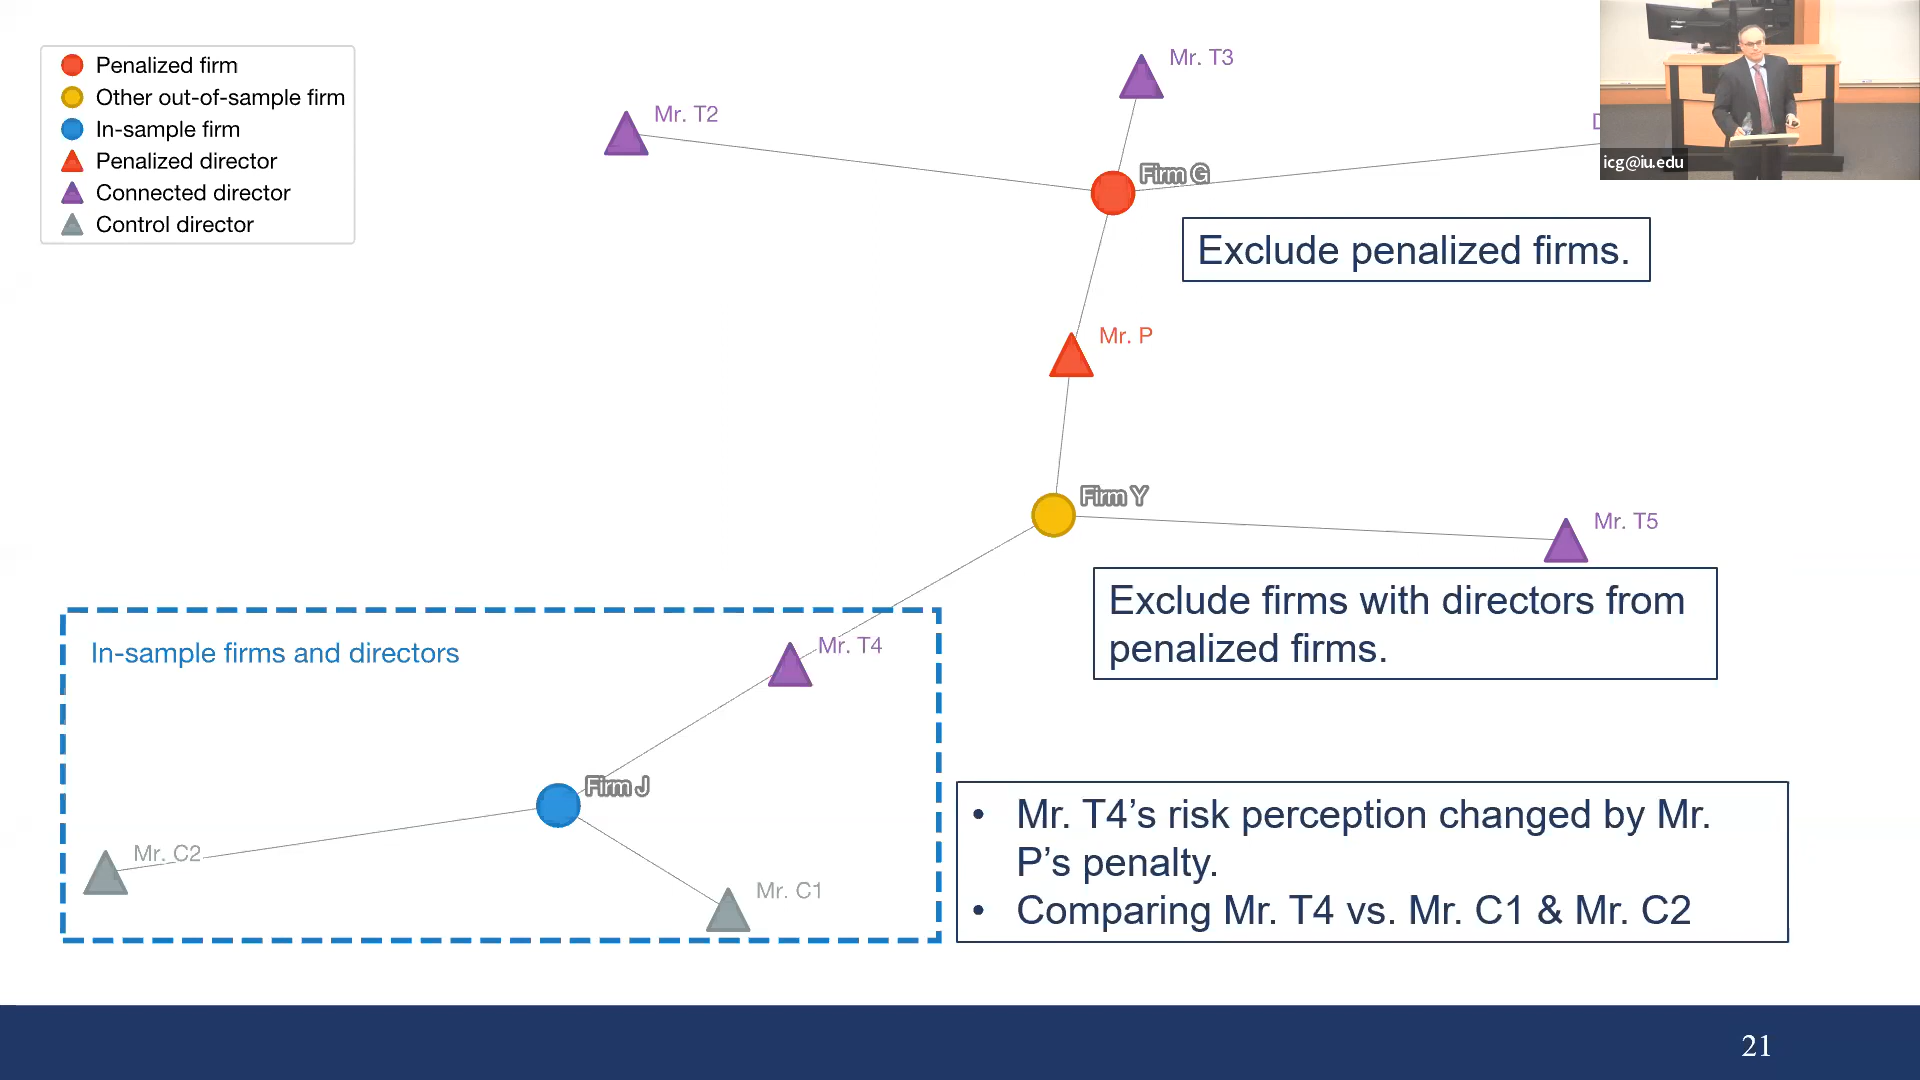 Penalized firm
Other out-of-sample firm
In-sample firm
Penalized director
Connected director
Control director
Mr. T3
Mr. T2
Firm G
icg@iu.edu
Exclude penalized firms.
Mr. P
Firm Y
Mr. T5
Exclude firms with directors from
penalized firms.
In-sample firms and directors
Mr. T4
Firm J
Mr. C2
Mr. C1
• Mr. T4’s risk perception changed by Mr.
P’s penalty.
• Comparing Mr. T4 vs. Mr. C1 & Mr. C2
21